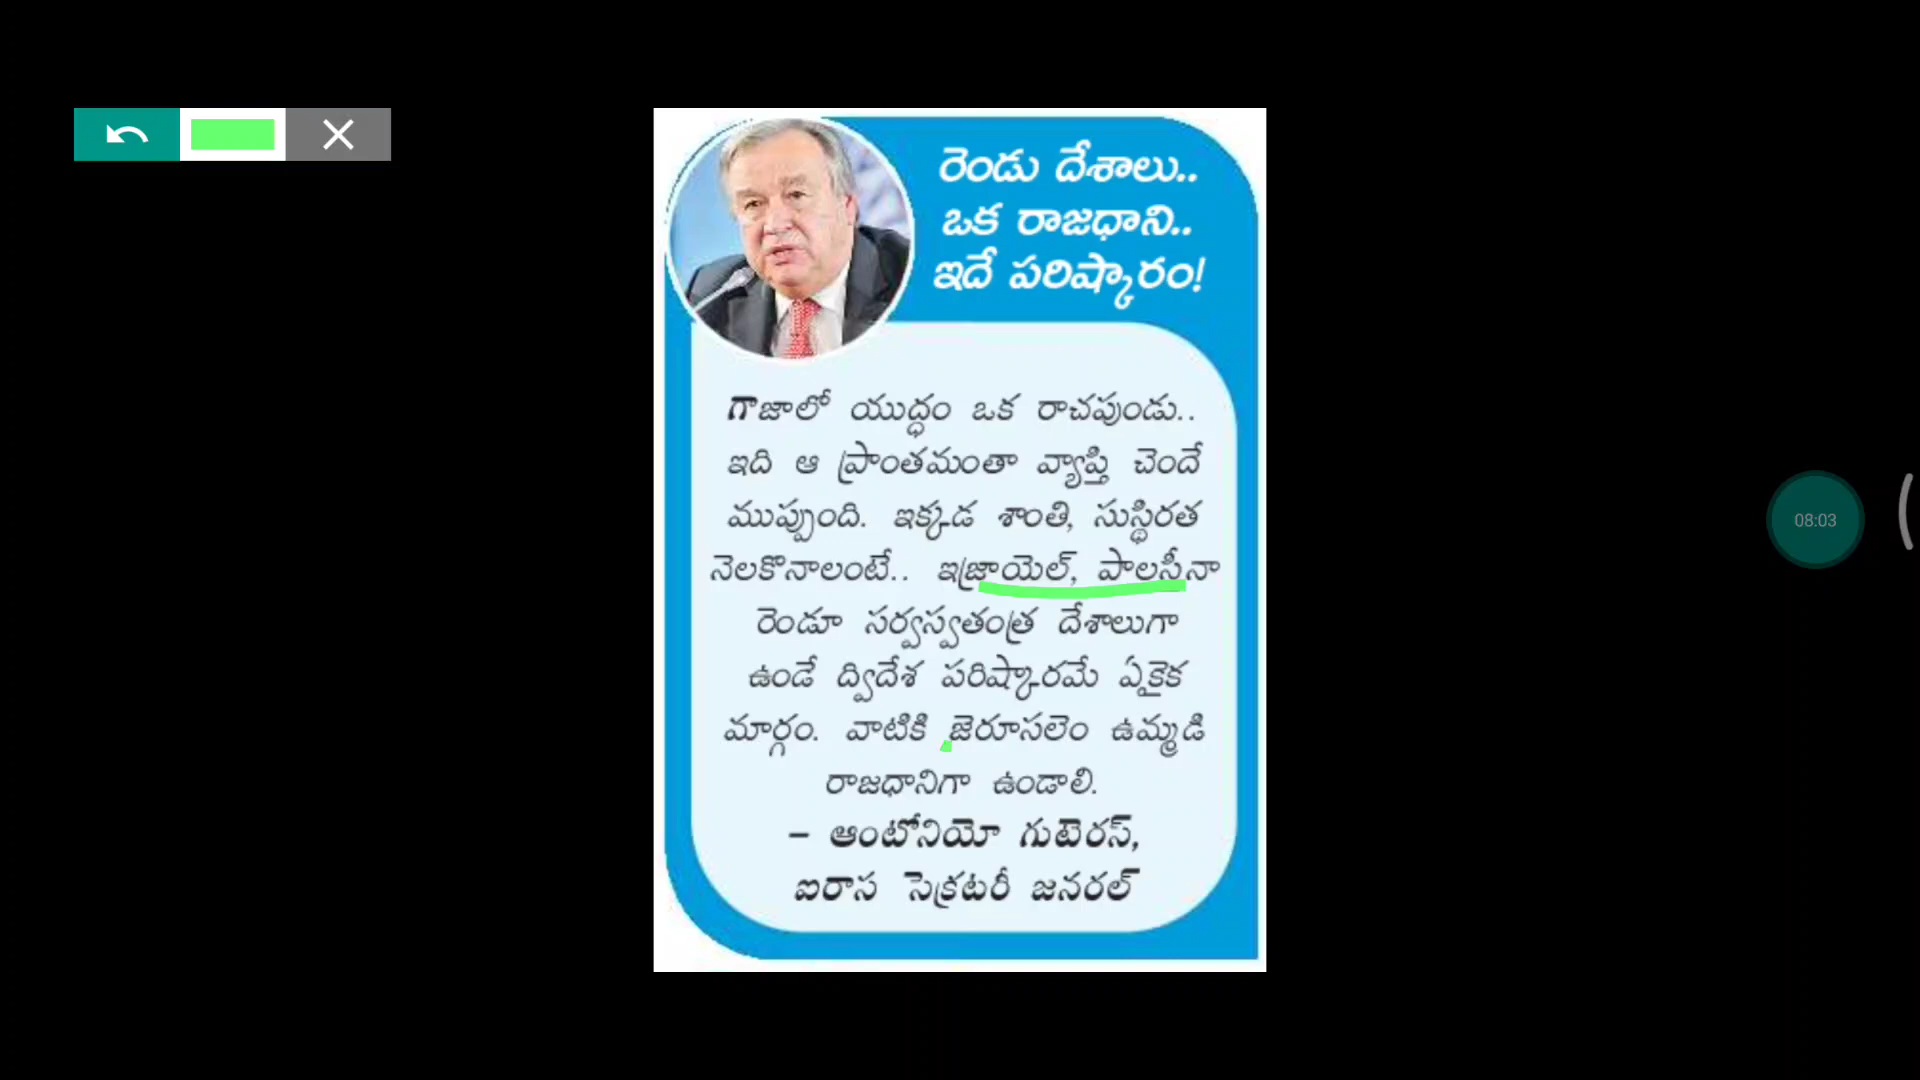 రెండు దేశాలు..
ఒక రాజధాని..
ఇదే పరిష్కారం!
గాజాలో యుద్ధం ఒక రాచపుండు..
ఇది ఆ ప్రాంతమంతా వ్యాప్తి చెందే
ముప్పుంది. ఇక్కడ శాంతి, సుస్థిరత
నెలకొనాలంటే.. ఇజ్రాయెల్, పాలస్తీనా
రెండూ సర్వస్వతంత్ర దేశాలుగా
ఉండే ద్విదేశ పరిష్కారమే ఏకైక
మార్గం. వాటికి జెరూసలెం ఉమ్మడి
రాజధానిగా ఉండాలి.
– ఆంటోనియో గుటెరస్,
ఐరాస సెక్రటరీ జనరల్
08:03